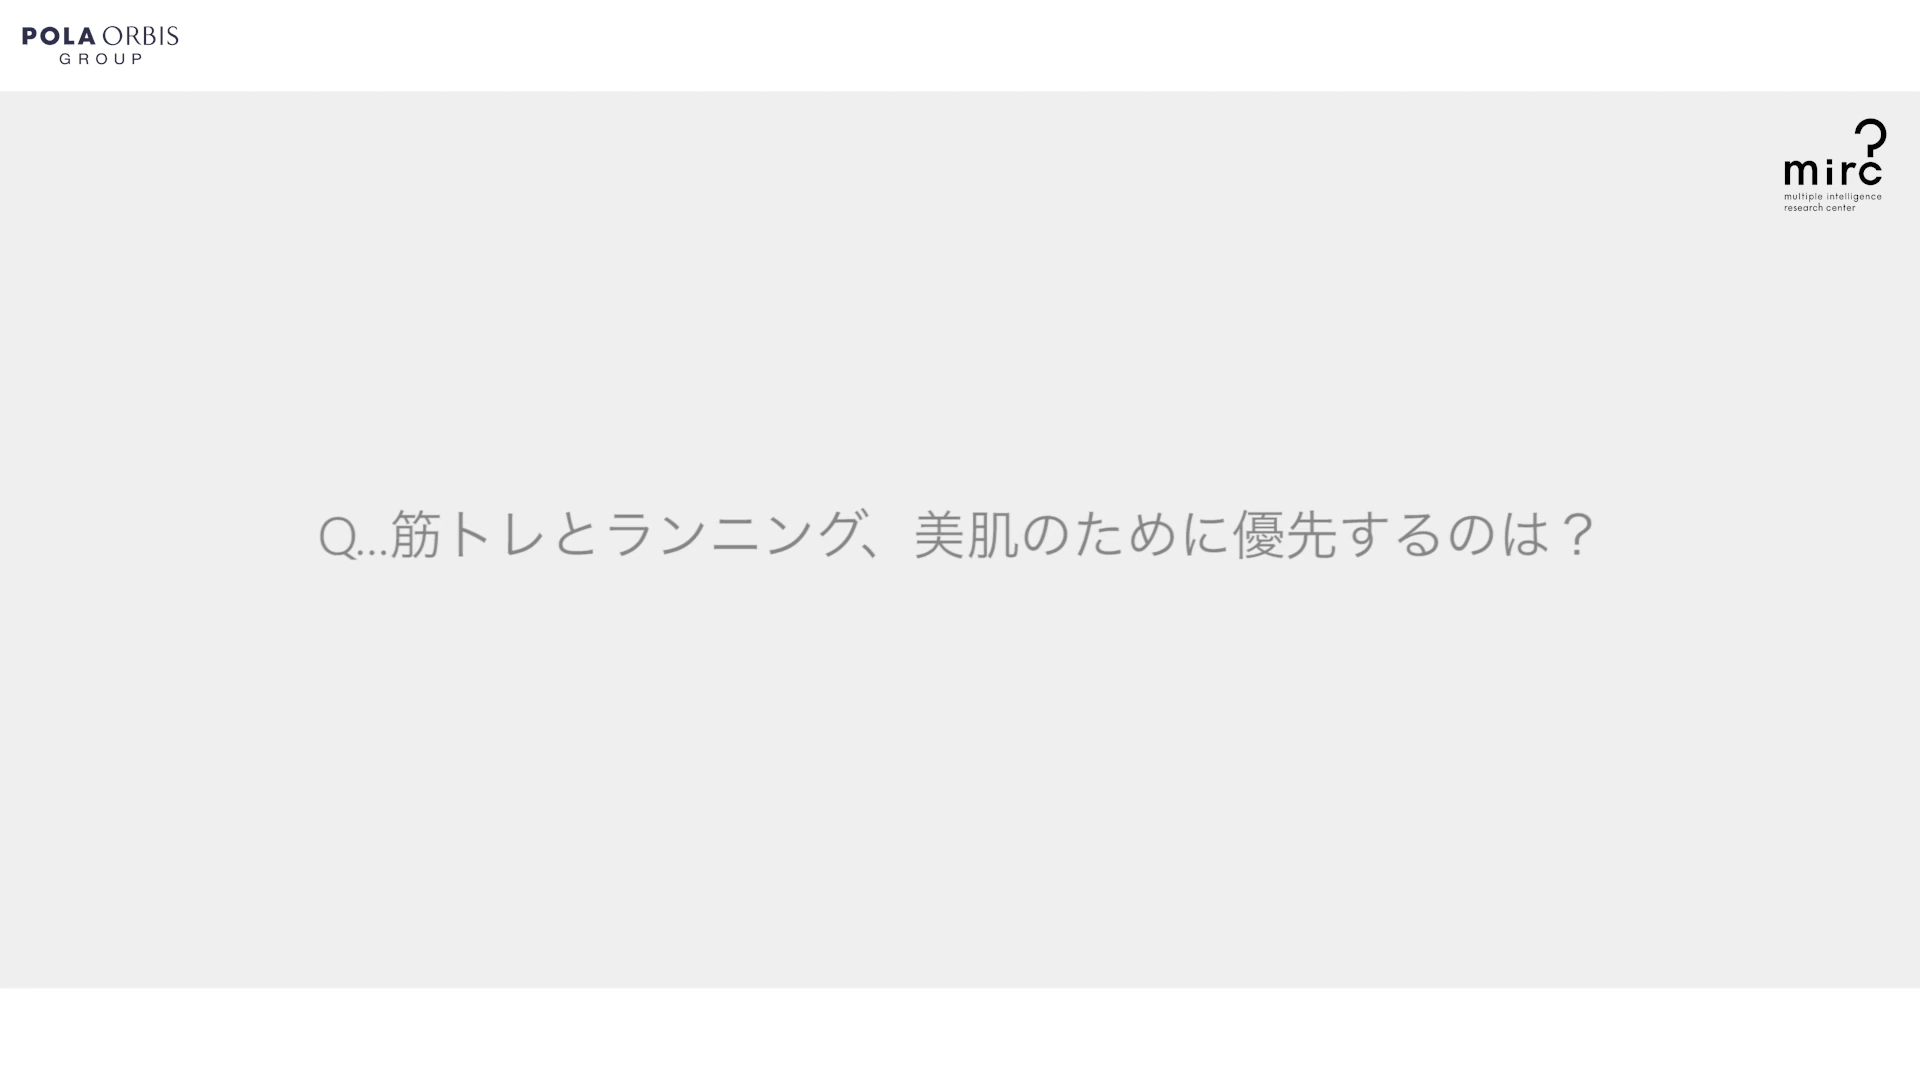 POLA ORBIS
GROUP
mirc
multiple intelligence
research center
Q...筋トレとランニング、美肌のために優先するのは？